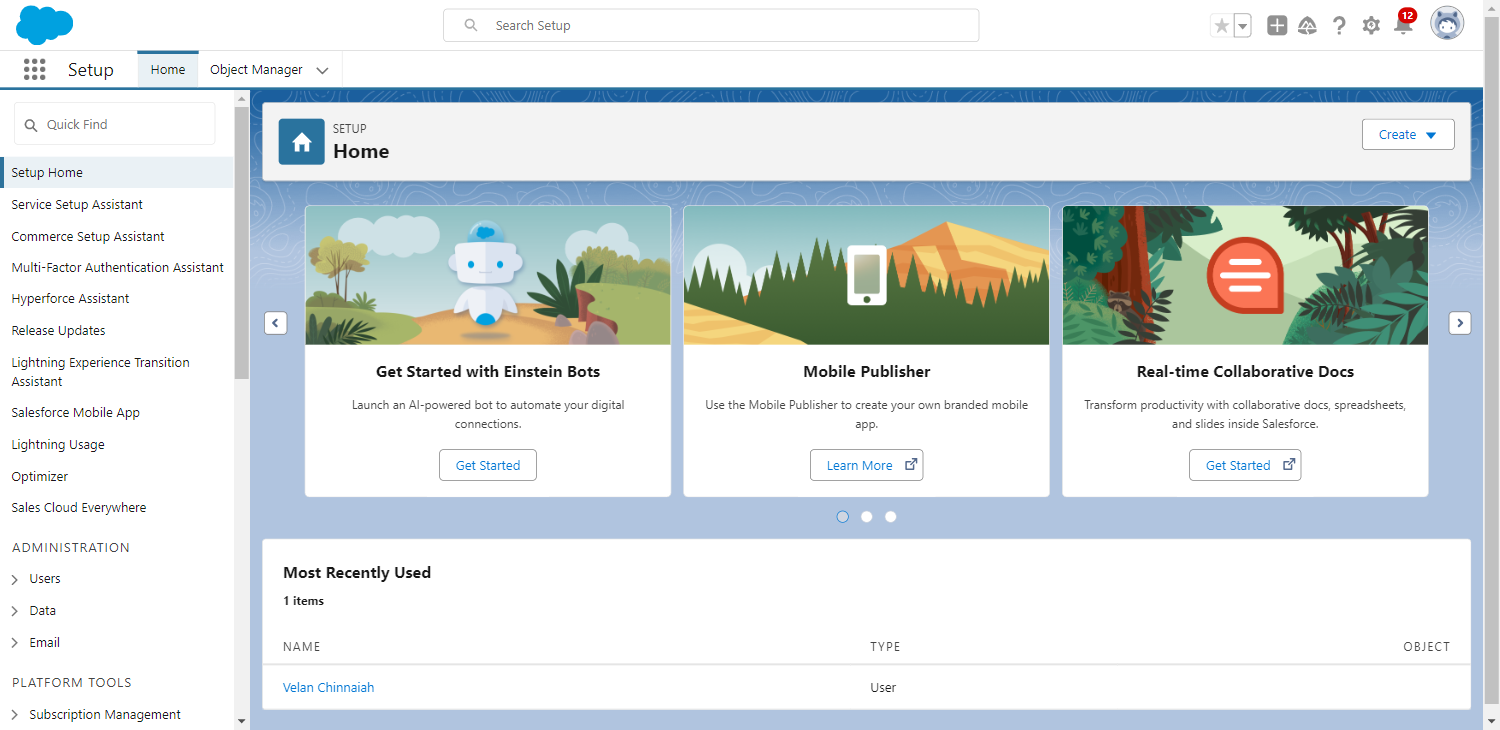 Search Setup
12
Setup
Home
Object Manager
Quick Find
Setup Home
Service Setup Assistant
Commerce Setup Assistant
Multi-Factor Authentication Assistant
Hyperforce Assistant
Release Updates
Lightning Experience Transition
Assistant
Salesforce Mobile App
Lightning Usage
Optimizer
Sales Cloud Everywhere
ADMINISTRATION
Users
Data
Email
PLATFORM TOOLS
Subscription Management
SETUP
Home
Create
Get Started with Einstein Bots
Launch an AI-powered bot to automate your digital
connections.
Get Started
Mobile Publisher
Use the Mobile Publisher to create your own branded mobile
app.
Learn More
Real-time Collaborative Docs
Transform productivity with collaborative docs, spreadsheets,
and slides inside Salesforce.
Get Started
Most Recently Used
1 items
NAME TYPE OBJECT
Velan Chinnaiah User